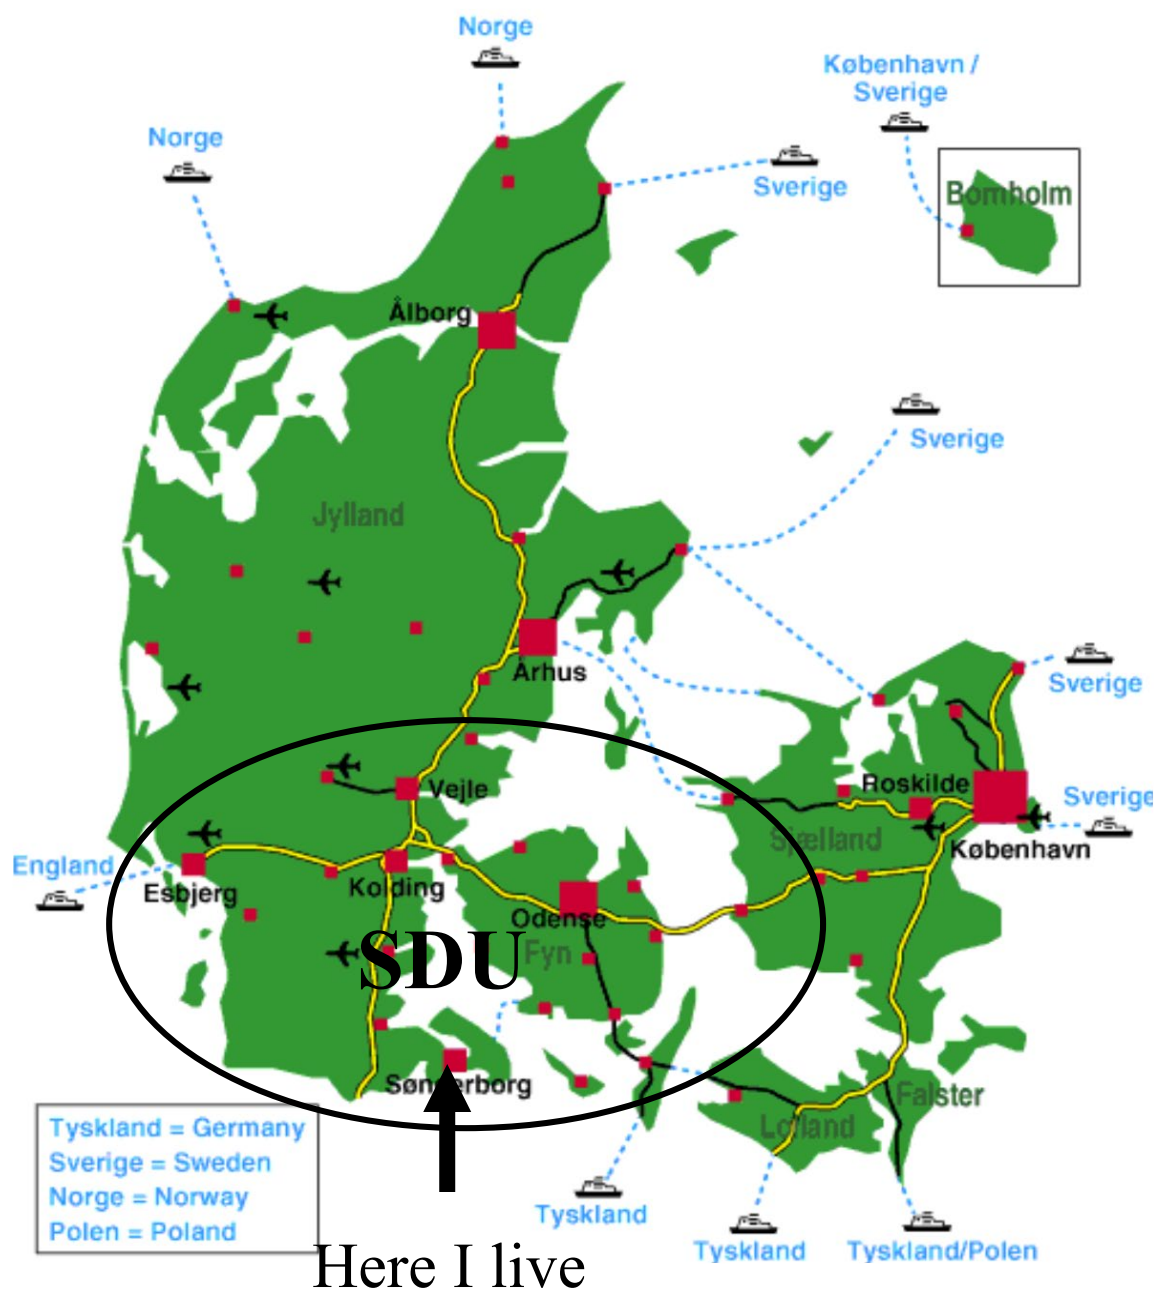 Norge
København /
Sverige
Norge
Sverige
Bornholm
Ålborg
Sverige
Jylland
Århus
Sverige
Vejle
Roskilde
Sverige
Sjælland
København
England
Esbjerg
Kolding
Odense
SDU
Fyn
Sønderborg
Falster
Lolland
Tyskland = Germany
Sverige = Sweden
Norge = Norway
Polen = Poland
Tyskland
Tyskland
Tyskland/Polen
Here I live